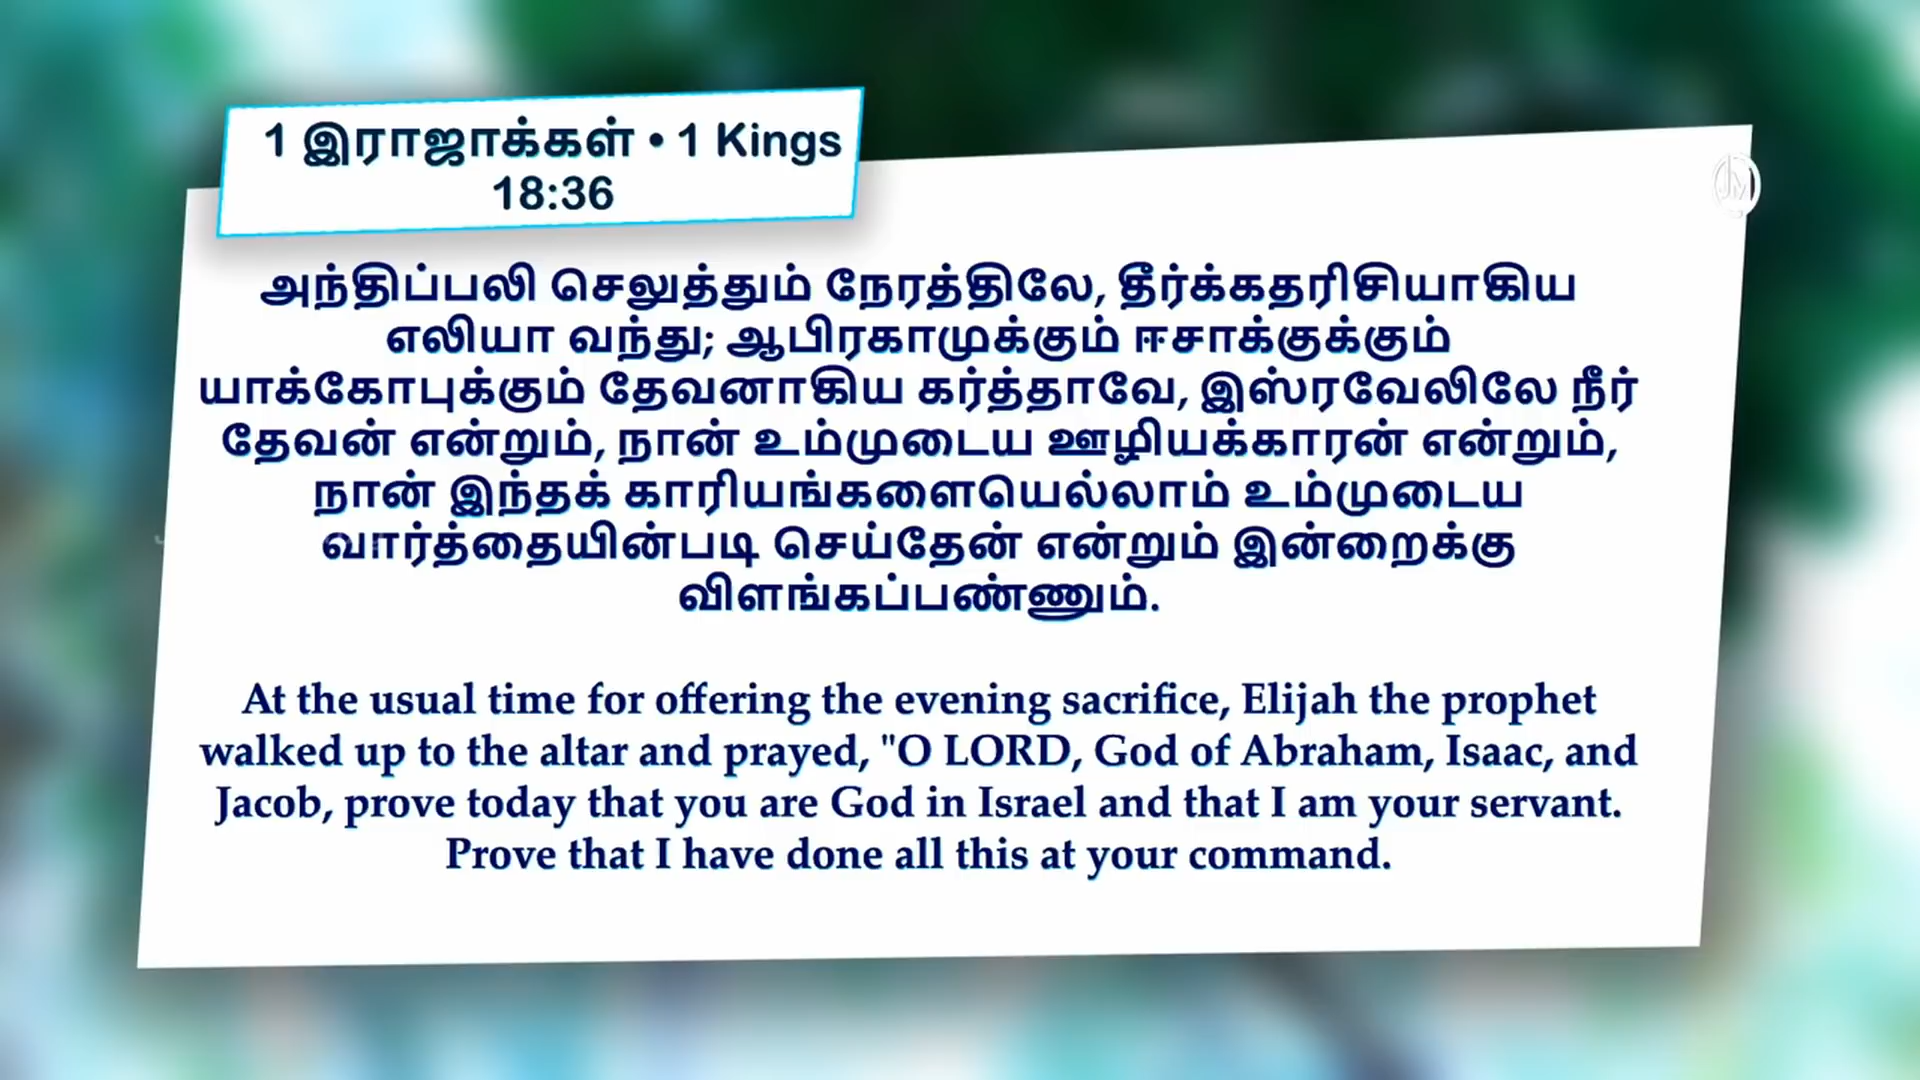 1 இராஜாக்கள் • 1 Kings
18:36
அந்திப்பலி செலுத்தும் நேரத்திலே, தீர்க்கதரிசியாகிய
எலியா வந்து; ஆபிரகாமுக்கும் ஈசாக்குக்கும்
யாக்கோபுக்கும் தேவனாகிய கர்த்தாவே, இஸ்ரவேலிலே நீர்
தேவன் என்றும், நான் உம்முடைய ஊழியக்காரன் என்றும்,
நான் இந்தக் காரியங்களையெல்லாம் உம்முடைய
வார்த்தையின்படி செய்தேன் என்றும் இன்றைக்கு
விளங்கப்பண்ணும்.
At the usual time for offering the evening sacrifice, Elijah the prophet
walked up to the altar and prayed, "O LORD, God of Abraham, Isaac, and
Jacob, prove today that you are God in Israel and that I am your servant.
Prove that I have done all this at your command.